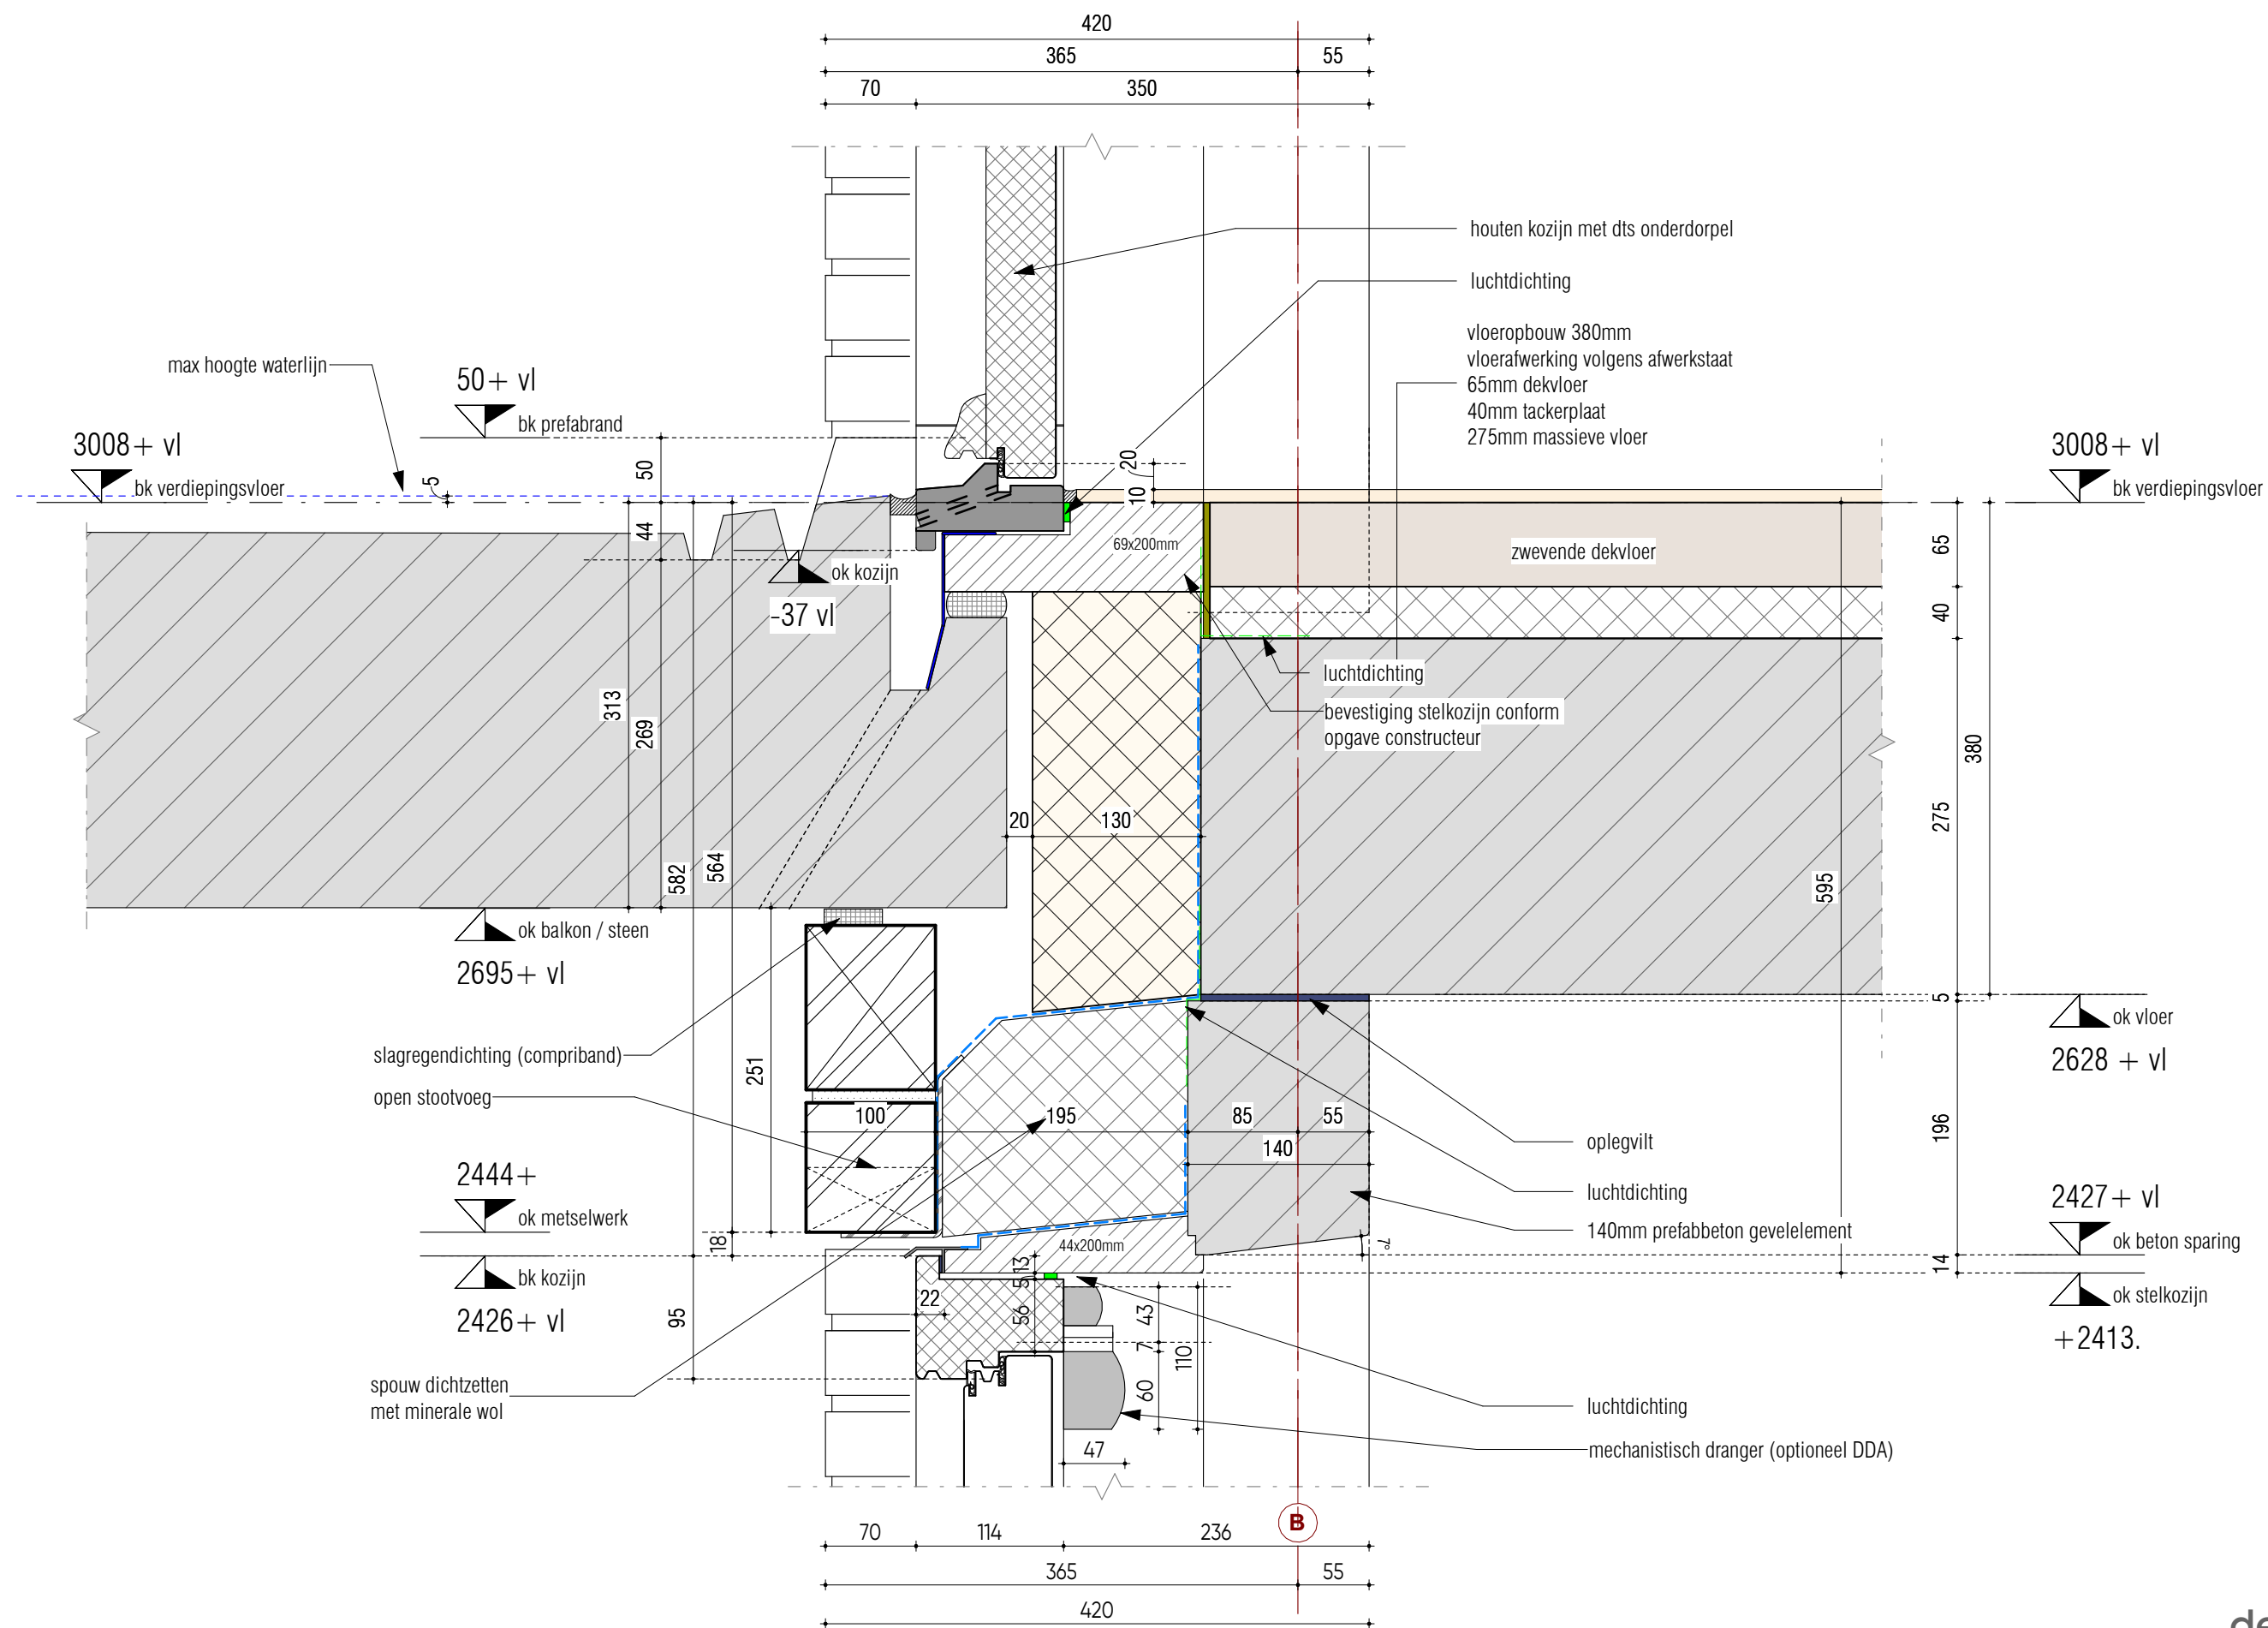 420
365
55
70
350
houten kozijn met dts onderdorpel
luchtdichting
vloeropbouw 380mm
vloerafwerking volgens afwerkstaat
65mm dekvloer
40mm tackerplaat
275mm massieve vloer
max hoogte waterlijn
50+ vl
bk prefabrand
3008+ vl
bk verdiepingsvloer
5
50
20
10
3008+ vl
bk verdiepingsvloer
44
69x200mm
zwevende dekvloer
65
ok kozijn
-37 vl
40
luchtdichting
bevestiging stelkozijn conform
opgave constructeur
313
269
380
20
130
275
582
564
595
ok balkon / steen
2695+ vl
5
ok vloer
2628 + vl
slagregendichting (compriband)
open stootvoeg
251
100
195
85
55
140
196
oplegvilt
luchtdichting
140mm prefabbeton gevelelement
2444+
ok metselwerk
18
44x200mm
7°
2427+ vl
ok beton sparing
14
bk kozijn
2426+ vl
13
5
56
22
43
7
110
60
95
ok stelkozijn
+2413.
spouw dichtzetten
met minerale wol
luchtdichting
mechanistisch dranger (optioneel DDA)
47
B
70
114
236
365
55
420
de